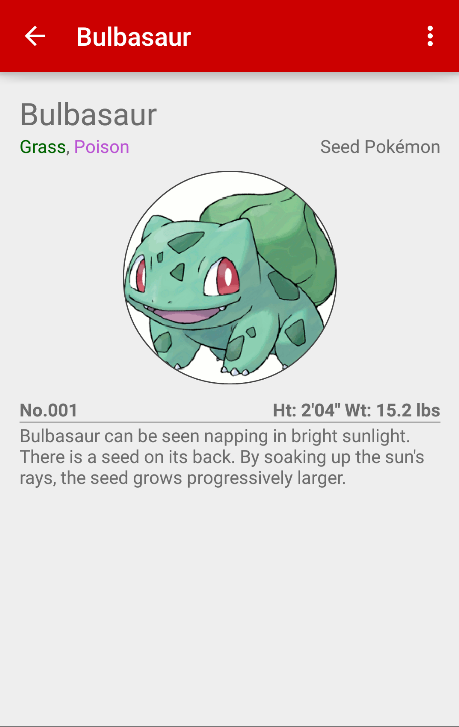 Bulbasaur
Bulbasaur
Grass, Poison Seed Pokémon
No.001 Ht: 2'04" Wt: 15.2 lbs
Bulbasaur can be seen napping in bright sunlight.
There is a seed on its back. By soaking up the sun's
rays, the seed grows progressively larger.